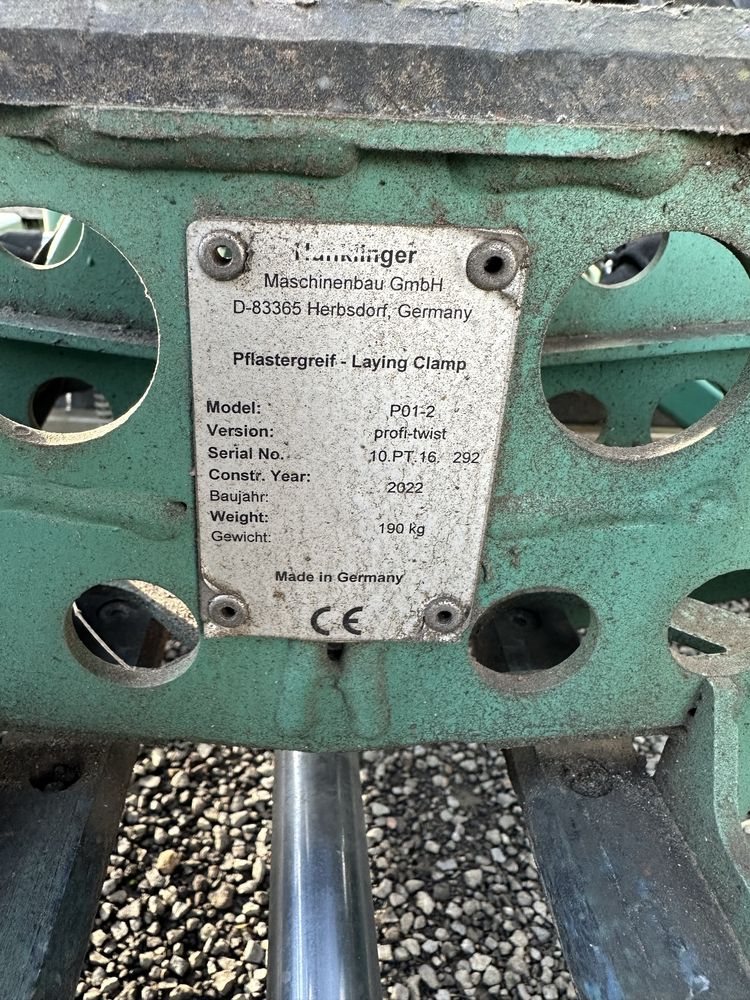 Hunklinger
Maschinenbau GmbH
D-83365 Herbsdorf, Germany
Pflastergreif - Laying Clamp
Model: P01-2
Version: profi-twist
Serial No. 10.PT.16. 292
Constr. Year: 2022
Baujahr:
Weight: 190 kg
Gewicht:
Made in Germany
CE